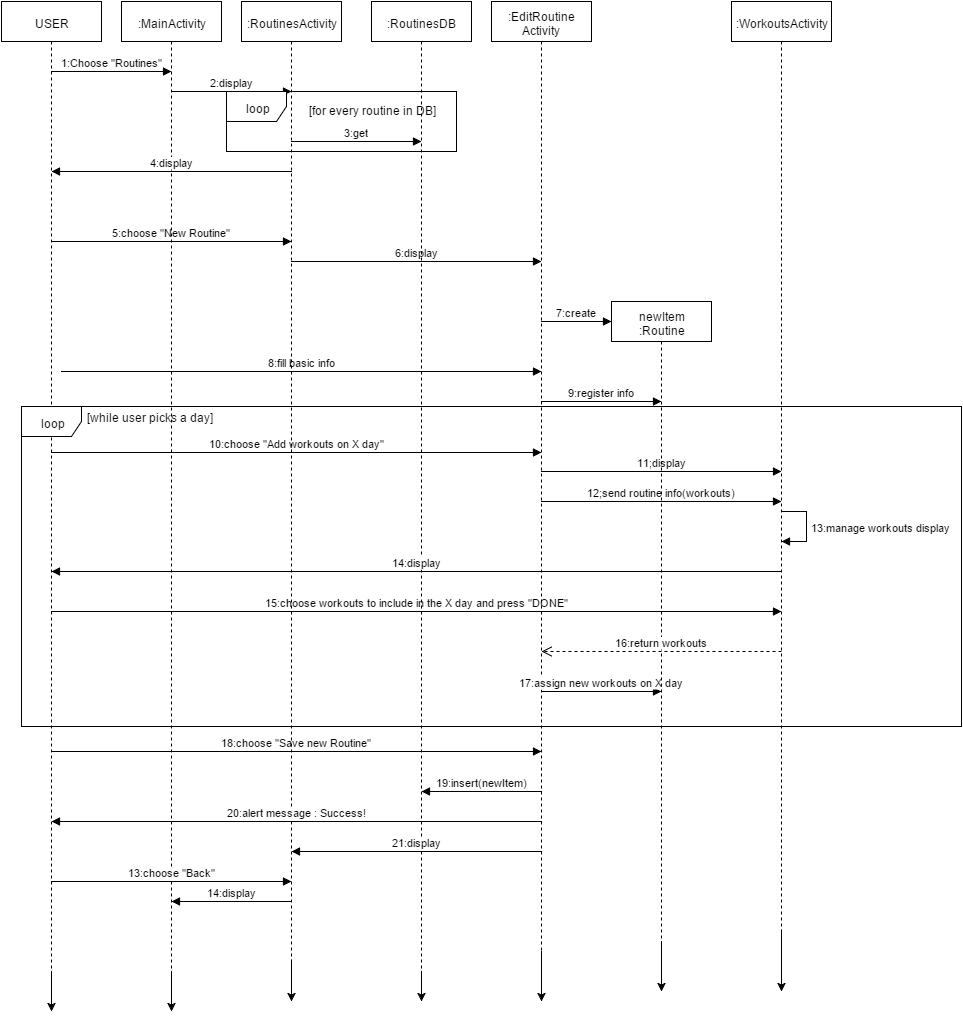 USER
:MainActivity
:RoutinesActivity
:RoutinesDB
:EditRoutine
Activity
:WorkoutsActivity
1:Choose "Routines"
2:display
loop
[for every routine in DB]
3:get
4:display
5:choose "New Routine"
6:display
7:create
newItem
:Routine
8:fill basic info
9:register info
loop
[while user picks a day]
10:choose "Add workouts on X day"
11;display
12;send routine info(workouts)
13:manage workouts display
14:display
15:choose workouts to include in the X day and press "DONE"
16:return workouts
17:assign new workouts on X day
18:choose "Save new Routine"
19:insert(newItem)
20:alert message : Success!
21:display
13:choose "Back"
14:display